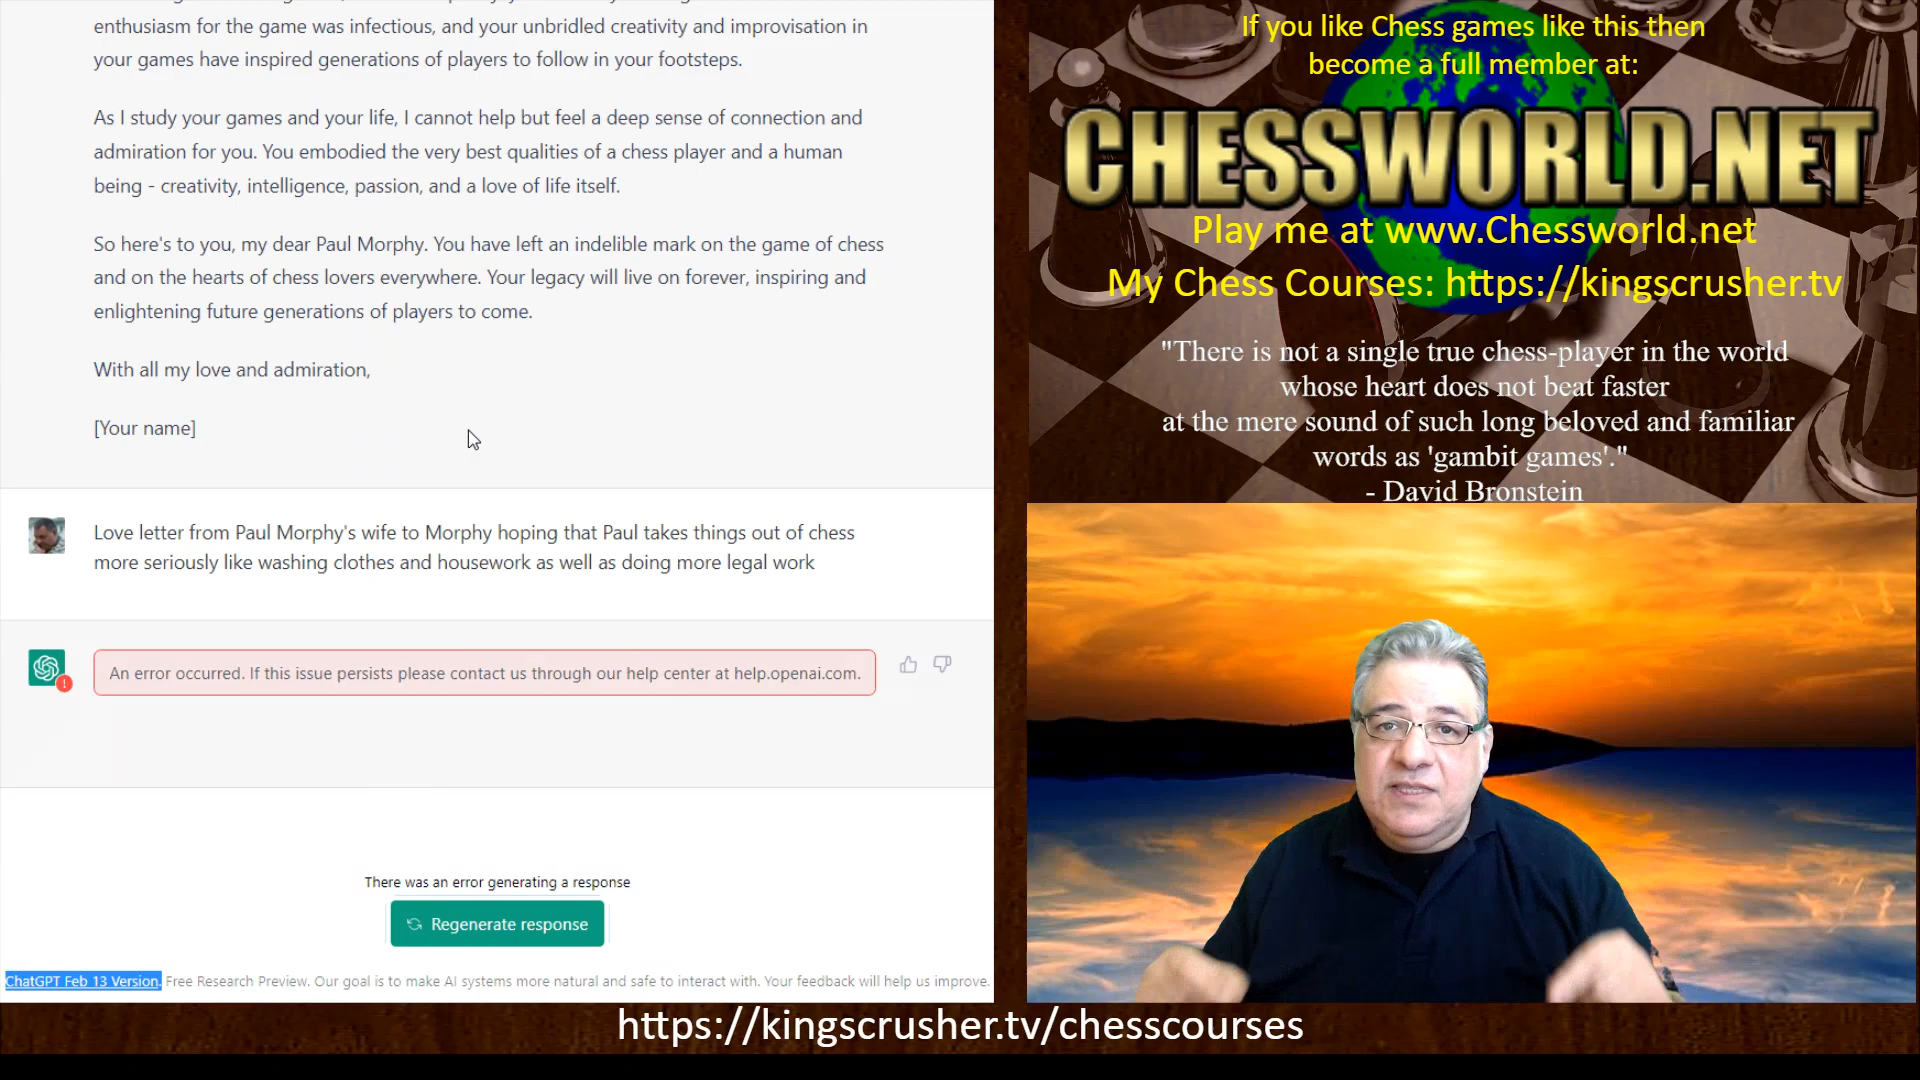 enthusiasm for the game was infectious, and your unbridled creativity and improvisation in
your games have inspired generations of players to follow in your footsteps.
As I study your games and your life, I cannot help but feel a deep sense of connection and
admiration for you. You embodied the very best qualities of a chess player and a human
being - creativity, intelligence, passion, and a love of life itself.
So here's to you, my dear Paul Morphy. You have left an indelible mark on the game of chess
and on the hearts of chess lovers everywhere. Your legacy will live on forever, inspiring and
enlightening future generations of players to come.
With all my love and admiration,
[Your name]
Love letter from Paul Morphy's wife to Morphy hoping that Paul takes things out of chess
more seriously like washing clothes and housework as well as doing more legal work
An error occurred. If this issue persists please contact us through our help center at help.openai.com.
There was an error generating a response
Regenerate response
ChatGPT Feb 13 Version. Free Research Preview. Our goal is to make AI systems more natural and safe to interact with. Your feedback will help us improve.
If you like Chess games like this then
become a full member at:
CHESSWORLD.NET
Play me at www.Chessworld.net
My Chess Courses: https://kingscrusher.tv
"There is not a single true chess-player in the world
whose heart does not beat faster
at the mere sound of such long beloved and familiar
words as 'gambit games'."
- David Bronstein
https://kingscrusher.tv/chesscourses